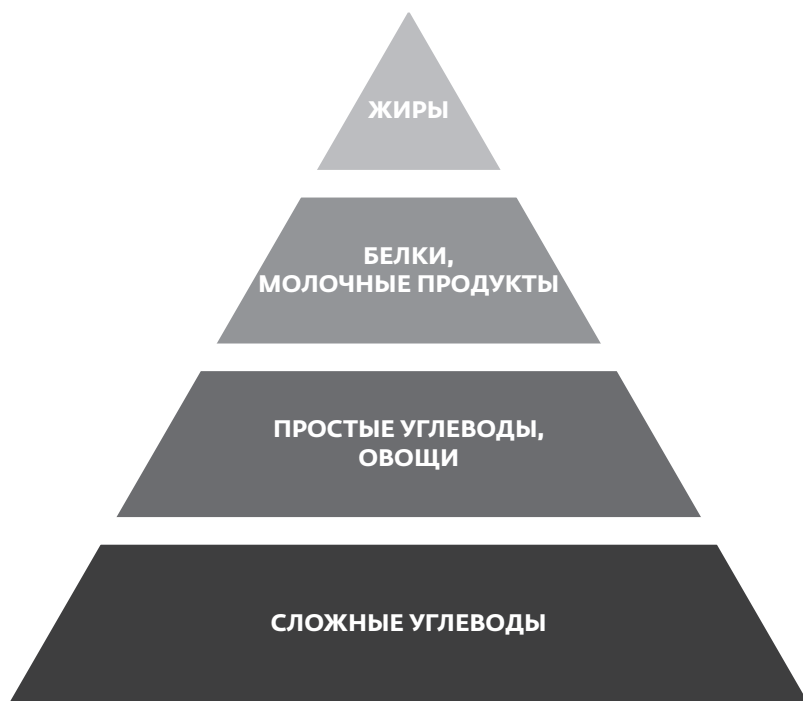 ЖИРЫ
БЕЛКИ,
МОЛОЧНЫЕ ПРОДУКТЫ
ПРОСТЫЕ УГЛЕВОДЫ,
ОВОЩИ
СЛОЖНЫЕ УГЛЕВОДЫ